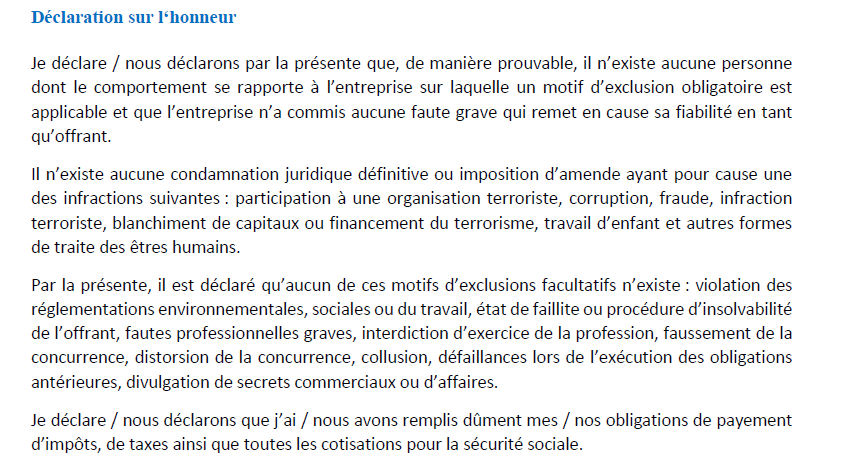 Déclaration sur l‘honneur
Je déclare / nous déclarons par la présente que, de manière prouvable, il n’existe aucune personne
dont le comportement se rapporte à l’entreprise sur laquelle un motif d’exclusion obligatoire est
applicable et que l’entreprise n’a commis aucune faute grave qui remet en cause sa fiabilité en tant
qu’offrant.
Il n’existe aucune condamnation juridique définitive ou imposition d’amende ayant pour cause une
des infractions suivantes : participation à une organisation terroriste, corruption, fraude, infraction
terroriste, blanchiment de capitaux ou financement du terrorisme, travail d’enfant et autres formes
de traite des êtres humains.
Par la présente, il est déclaré qu’aucun de ces motifs d’exclusions facultatifs n’existe : violation des
réglementations environnementales, sociales ou du travail, état de faillite ou procédure d’insolvabilité
de l’offrant, fautes professionnelles graves, interdiction d’exercice de la profession, faussement de la
concurrence, distorsion de la concurrence, collusion, défaillances lors de l’exécution des obligations
antérieures, divulgation de secrets commerciaux ou d’affaires.
Je déclare / nous déclarons que j’ai / nous avons remplis dûment mes / nos obligations de payement
d’impôts, de taxes ainsi que toutes les cotisations pour la sécurité sociale.